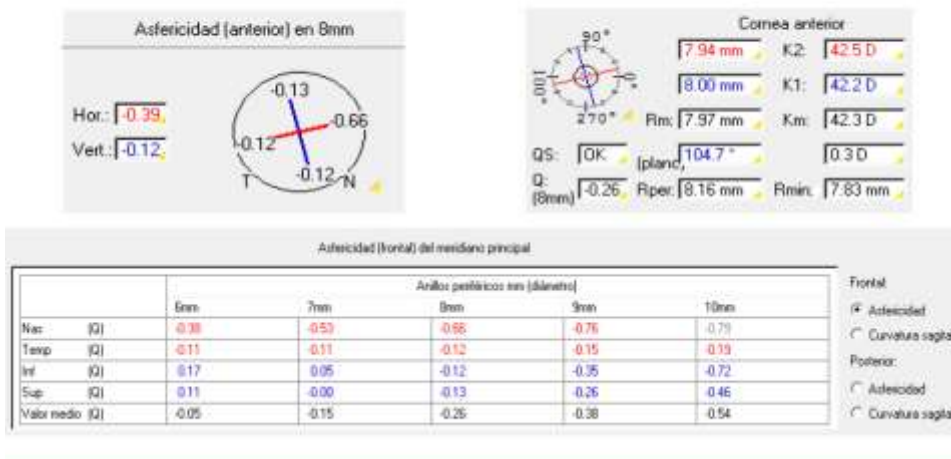 Asfericidad (anterior) en 8mm
Hor.: -0.39
Vert.: -0.12
-0.13
-0.66
-0.12
-0.12
T
N
Cornea anterior
90°
0°
180°
270°
7.94 mm K2: 42.5 D
8.00 mm K1: 42.2 D
Rm: 7.97 mm Km: 42.3 D
QS: OK (planc) 104.7 ° 0.3 D
Q: (8mm) -0.26 Rper: 8.16 mm Rmin: 7.83 mm
Asfericidad (frontal) del meridiano principal
Anillos periféricos mm (diámetro)
6mm 7mm 8mm 9mm 10mm
Nas (Q) -0.38 -0.53 -0.66 -0.76 -0.79
Temp (Q) -0.11 -0.11 -0.12 -0.15 -0.19
Inf (Q) 0.17 0.05 -0.12 -0.35 -0.72
Sup (Q) 0.11 -0.00 -0.13 -0.26 -0.46
Valor medio (Q) -0.05 -0.15 -0.26 -0.38 -0.54
Frontal:
Asfericidad
Curvatura sagita
Posterior:
Asfericidad
Curvatura sagita